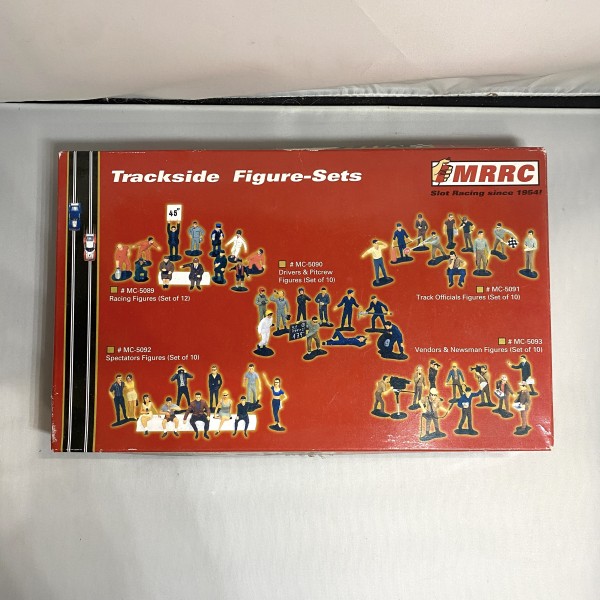 Trackside Figure-Sets
MRRC
Slot Racing since 1954!
45"
# MC-5089
Racing Figures (Set of 12)
# MC-5090
Drivers & Pitcrew
Figures (Set of 10)
# MC-5091
Track Officials Figures (Set of 10)
# MC-5092
Spectators Figures (Set of 10)
# MC-5093
Vendors & Newsman Figures (Set of 10)